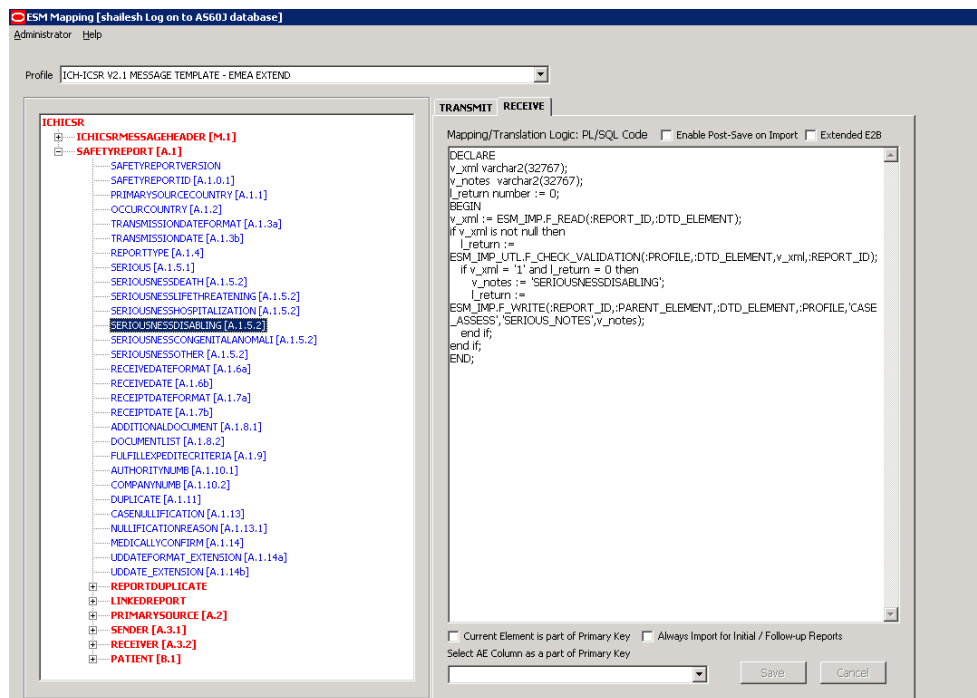 ESM Mapping [shailesh Log on to AS60J database]
Administrator Help
Profile ICH-ICSR V2.1 MESSAGE TEMPLATE - EMEA EXTEND
ICHICSR
ICHICSRMESSAGEHEADER [M.1]
SAFETYREPORT [A.1]
SAFETYREPORTVERSION
SAFETYREPORTID [A.1.0.1]
PRIMARYSOURCECOUNTRY [A.1.1]
OCCURCOUNTRY [A.1.2]
TRANSMISSIONDATEFORMAT [A.1.3a]
TRANSMISSIONDATE [A.1.3b]
REPORTTYPE [A.1.4]
SERIOUS [A.1.5.1]
SERIOUSNESSDEATH [A.1.5.2]
SERIOUSNESSLIFETHREATENING [A.1.5.2]
SERIOUSNESSHOSPITALIZATION [A.1.5.2]
SERIOUSNESSDISABLING [A.1.5.2]
SERIOUSNESSCONGENITALANOMALI [A.1.5.2]
SERIOUSNESSOTHER [A.1.5.2]
RECEIVEDATEFORMAT [A.1.6a]
RECEIVEDATE [A.1.6b]
RECEIPTDATEFORMAT [A.1.7a]
RECEIPTDATE [A.1.7b]
ADDITIONALDOCUMENT [A.1.8.1]
DOCUMENTLIST [A.1.8.2]
FULFILLEXPEDITECRITERIA [A.1.9]
AUTHORITYNUMB [A.1.10.1]
COMPANYNUMB [A.1.10.2]
DUPLICATE [A.1.11]
CASENULLIFICATION [A.1.13]
NULLIFICATIONREASON [A.1.13.1]
MEDICALLYCONFIRM [A.1.14]
UDDATEFORMAT_EXTENSION [A.1.14a]
UDDATE_EXTENSION [A.1.14b]
REPORTDUPLICATE
LINKEDREPORT
PRIMARYSOURCE [A.2]
SENDER [A.3.1]
RECEIVER [A.3.2]
PATIENT [B.1]
TRANSMIT RECEIVE
Mapping/Translation Logic: PL/SQL Code Enable Post-Save on Import Extended E2B
DECLARE
v_xml varchar2(32767);
v_notes varchar2(32767);
l_return number := 0;
BEGIN
v_xml := ESM_IMP.F_READ(:REPORT_ID,:DTD_ELEMENT);
if v_xml is not null then
l_return :=
ESM_IMP_UTL.F_CHECK_VALIDATION(:PROFILE,:DTD_ELEMENT,v_xml,:REPORT_ID);
if v_xml = '1' and l_return = 0 then
v_notes := 'SERIOUSNESSDISABLING';
l_return :=
ESM_IMP.F_WRITE(:REPORT_ID,:PARENT_ELEMENT,:DTD_ELEMENT,:PROFILE,'CASE
_ASSESS','SERIOUS_NOTES',v_notes);
end if;
end if;
END;
Current Element is part of Primary Key Always Import for Initial / Follow-up Reports
Select AE Column as a part of Primary Key
Save Cancel